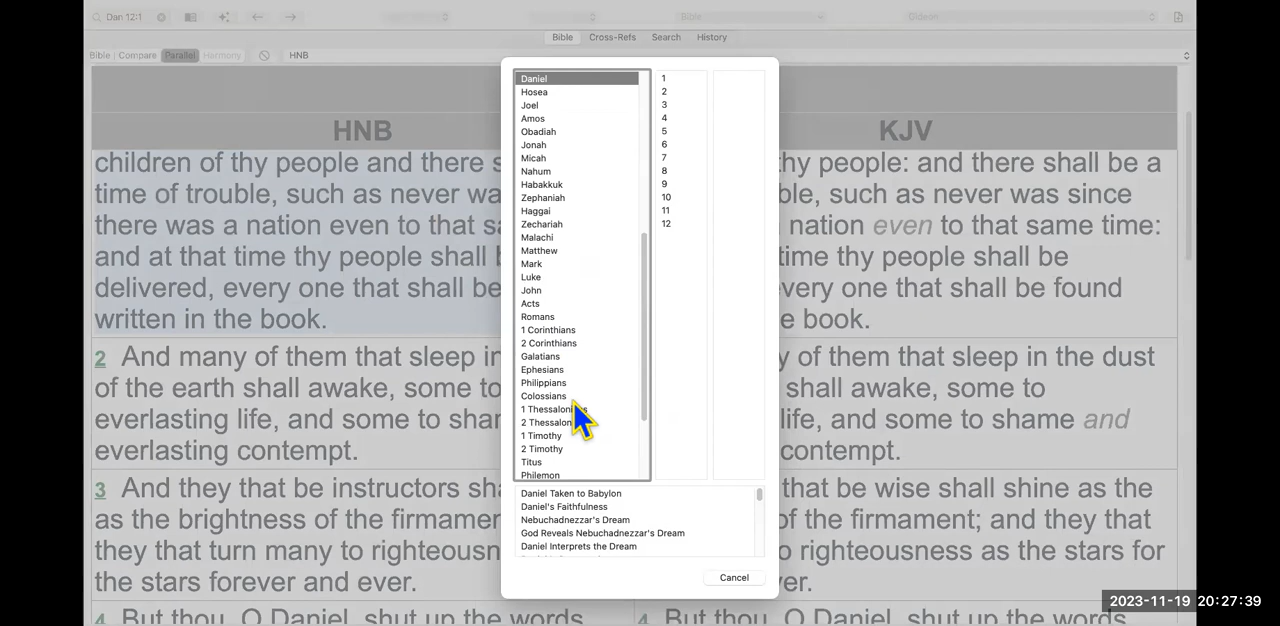 Dan 12:1
Bible
Gideon
Bible Cross-Refs Search History
Bible Compare Parallel Harmony HNB
HNB KJV
children of thy people and there s
time of trouble, such as never wa
there was a nation even to that sa
and at that time thy people shall b
delivered, every one that shall be
written in the book.
2 And many of them that sleep in
of the earth shall awake, some to
everlasting life, and some to shar
everlasting contempt.
3 And they that be instructors sha
as the brightness of the firmamer
they that turn many to righteousn
the stars forever and ever.
4 But thou, O Daniel, shut up the words
Daniel
Hosea
Joel
Amos
Obadiah
Jonah
Micah
Nahum
Habakkuk
Zephaniah
Haggai
Zechariah
Malachi
Matthew
Mark
Luke
John
Acts
Romans
1 Corinthians
2 Corinthians
Galatians
Ephesians
Philippians
Colossians
1 Thessaloni
2 Thessalon
1 Timothy
2 Timothy
Titus
Philemon
1
2
3
4
5
6
7
8
9
10
11
12
Daniel Taken to Babylon
Daniel's Faithfulness
Nebuchadnezzar's Dream
God Reveals Nebuchadnezzar's Dream
Daniel Interprets the Dream
Cancel
thy people: and there shall be a
ble, such as never was since
nation even to that same time:
time thy people shall be
very one that shall be found
e book.
y of them that sleep in the dust
shall awake, some to
life, and some to shame and
contempt.
that be wise shall shine as the
of the firmament; and they that
o righteousness as the stars for
ver.
4 But thou, O Daniel, shut up the words
2023-11-19 20:27:39